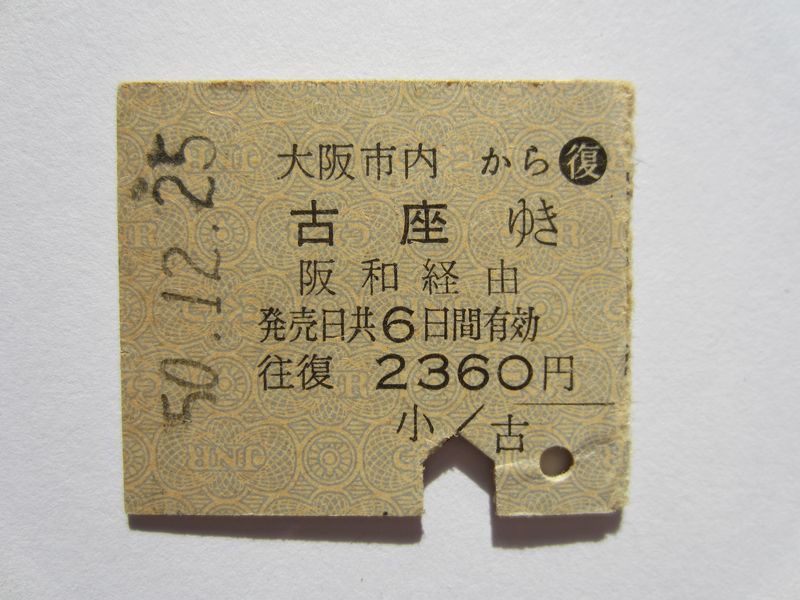 大阪市内 から 復
古座 ゆき
阪和経由
発売日共6日間有効
往復 2360円
小/古
50.12.25
JNR